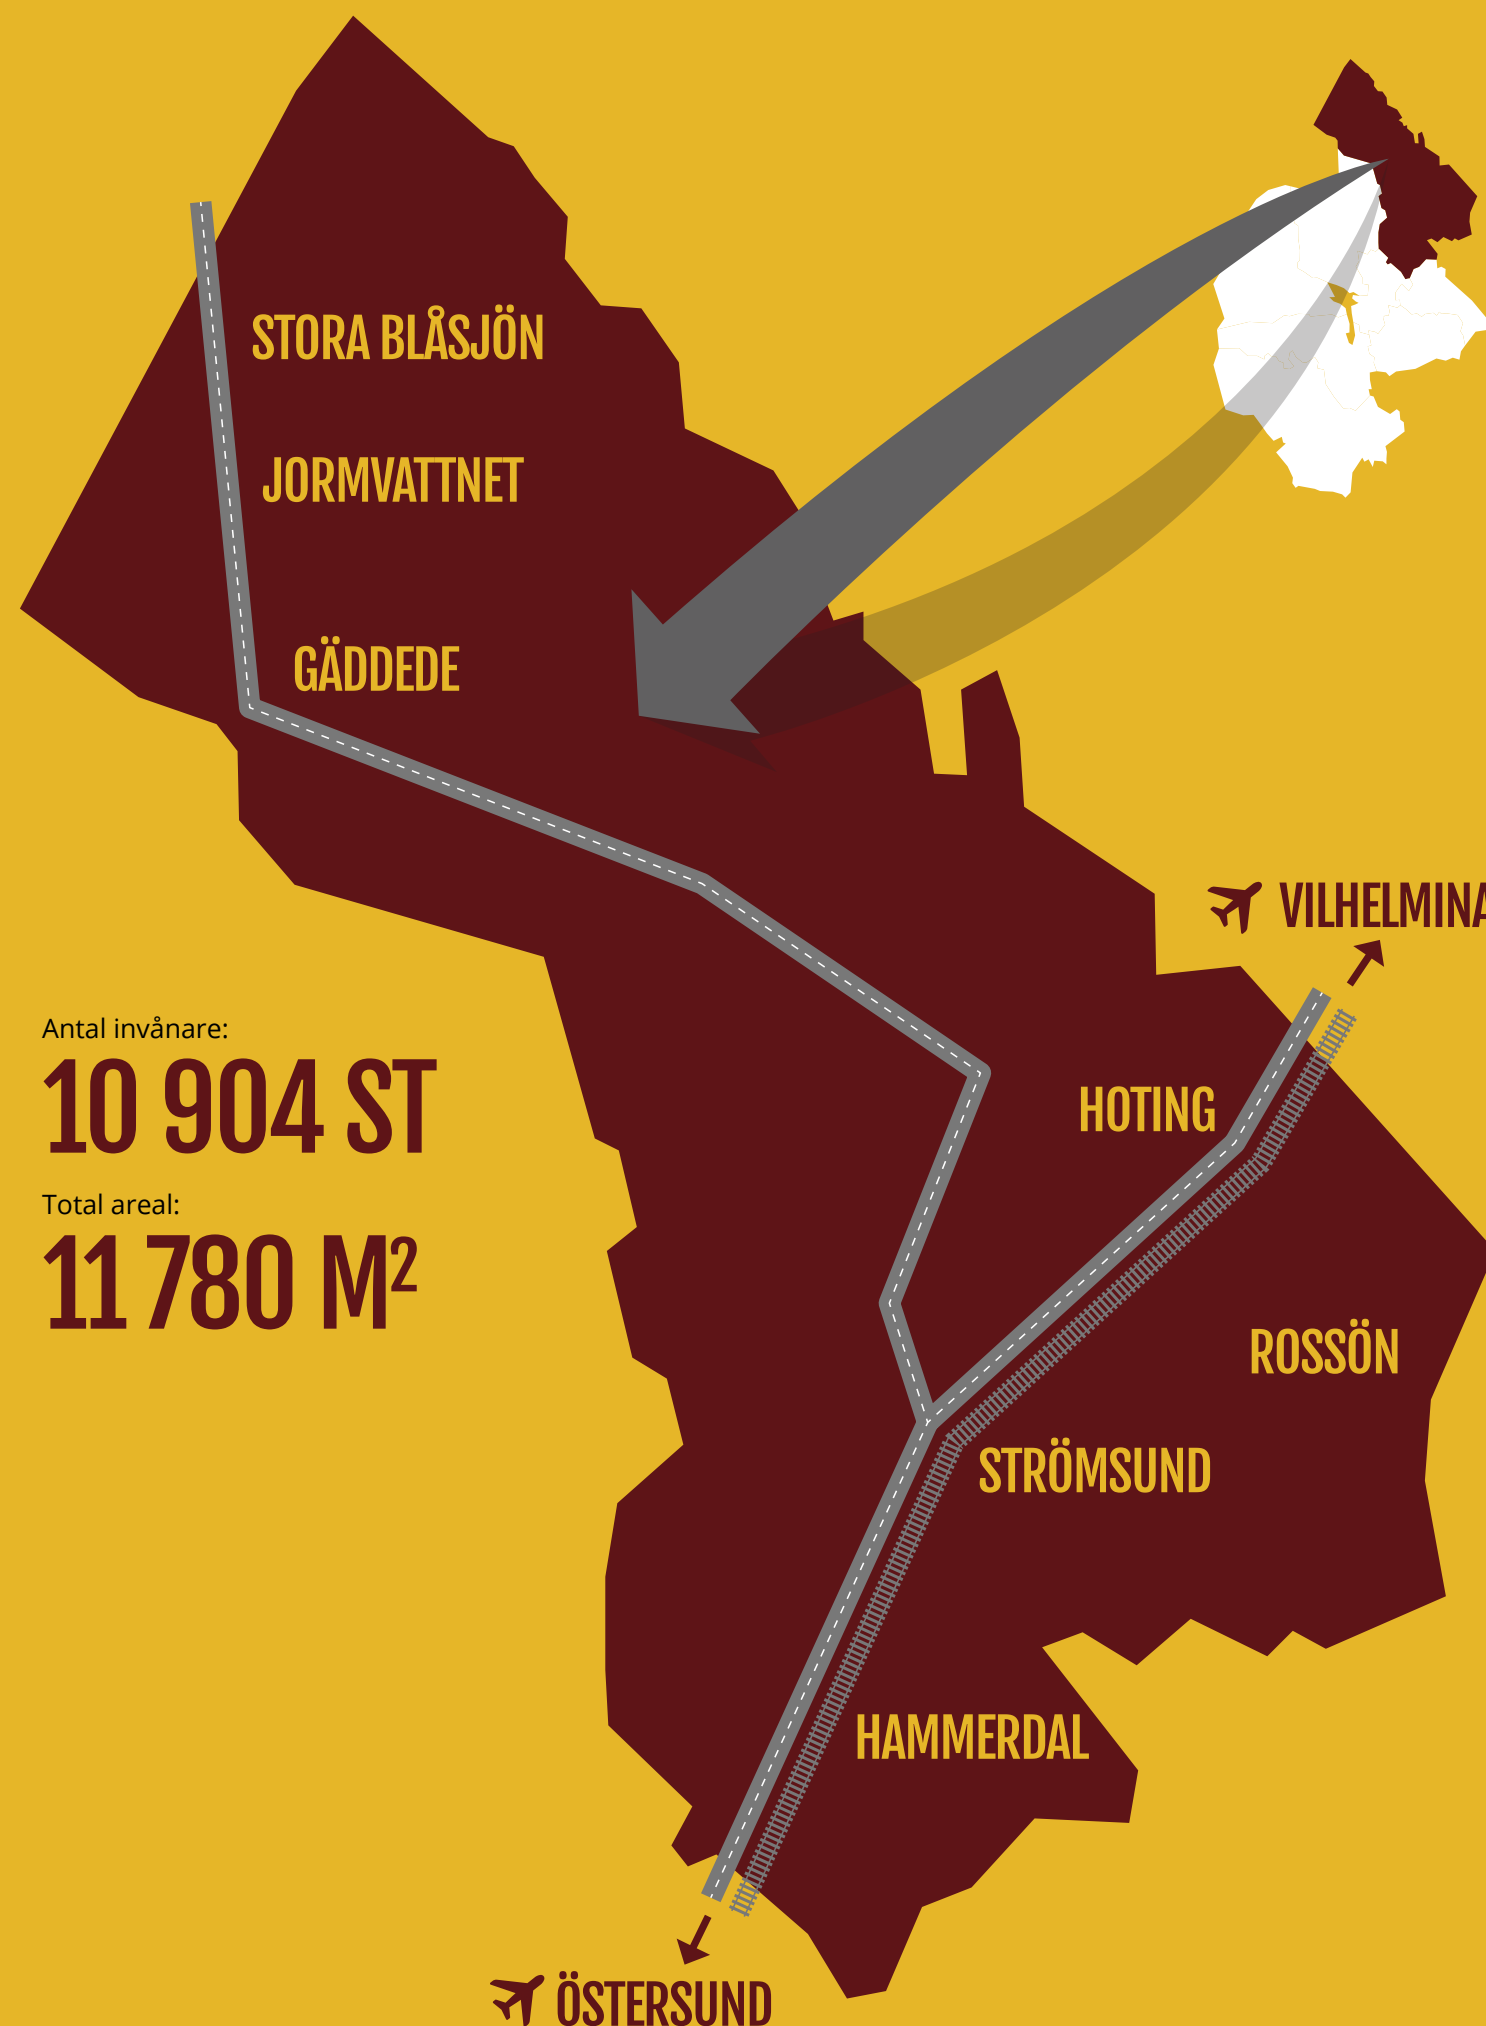 STORA BLÅSJÖN
JORMVATTNET
GÄDDEDE
VILHELMINA
Antal invånare:
10 904 ST
HOTING
Total areal:
11 780 M²
ROSSÖN
STRÖMSUND
HAMMERDAL
ÖSTERSUND